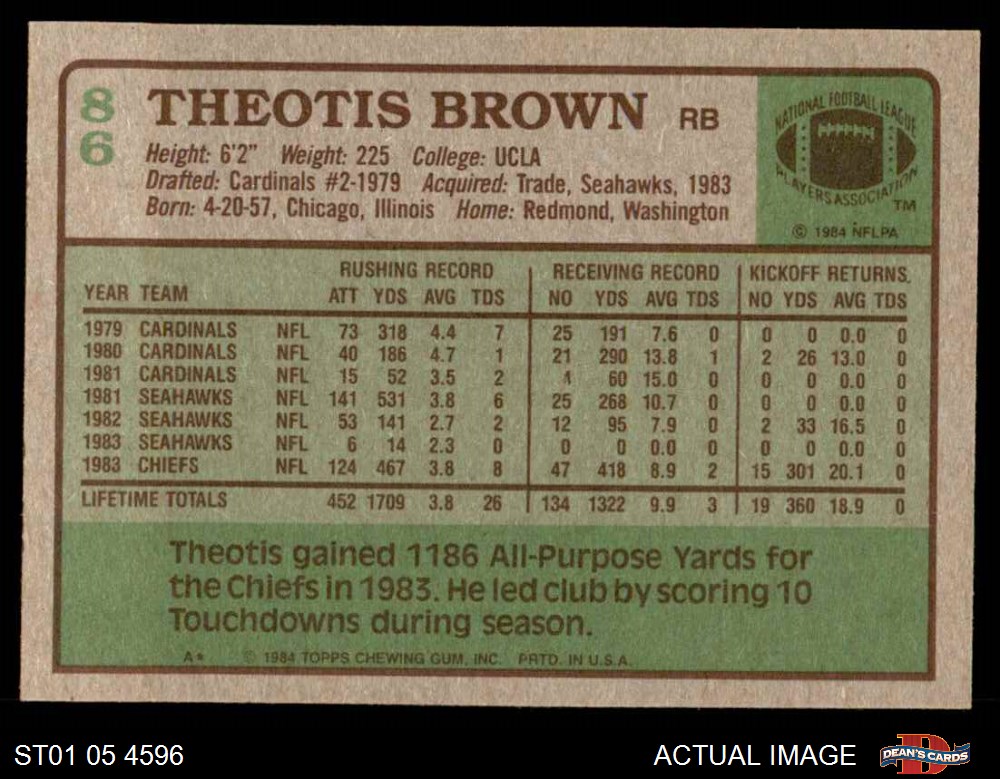 86
THEOTIS BROWN RB
Height: 6'2" Weight: 225 College: UCLA
Drafted: Cardinals #2-1979 Acquired: Trade, Seahawks, 1983
Born: 4-20-57, Chicago, Illinois Home: Redmond, Washington
NATIONAL FOOTBALL LEAGUE
PLAYERS ASSOCIATION
TM
© 1984 NFLPA
RUSHING RECORD RECEIVING RECORD KICKOFF RETURNS
YEAR TEAM ATT YDS AVG TDS NO YDS AVG TDS NO YDS AVG TDS
1979 CARDINALS NFL 73 318 4.4 7 25 191 7.6 0 0 0 0.0 0
1980 CARDINALS NFL 40 186 4.7 1 21 290 13.8 1 2 26 13.0 0
1981 CARDINALS NFL 15 52 3.5 2 4 60 15.0 0 0 0 0.0 0
1981 SEAHAWKS NFL 141 531 3.8 6 25 268 10.7 0 0 0 0.0 0
1982 SEAHAWKS NFL 53 141 2.7 2 12 95 7.9 0 2 33 16.5 0
1983 SEAHAWKS NFL 6 14 2.3 0 0 0 0.0 0 0 0 0.0 0
1983 CHIEFS NFL 124 467 3.8 8 47 418 8.9 2 15 301 20.1 0
LIFETIME TOTALS 452 1709 3.8 26 134 1322 9.9 3 19 360 18.9 0
Theotis gained 1186 All-Purpose Yards for
the Chiefs in 1983. He led club by scoring 10
Touchdowns during season.
A* © 1984 TOPPS CHEWING GUM, INC. PRTD. IN U.S.A.
ST01 05 4596 ACTUAL IMAGE DEAN'S CARDS